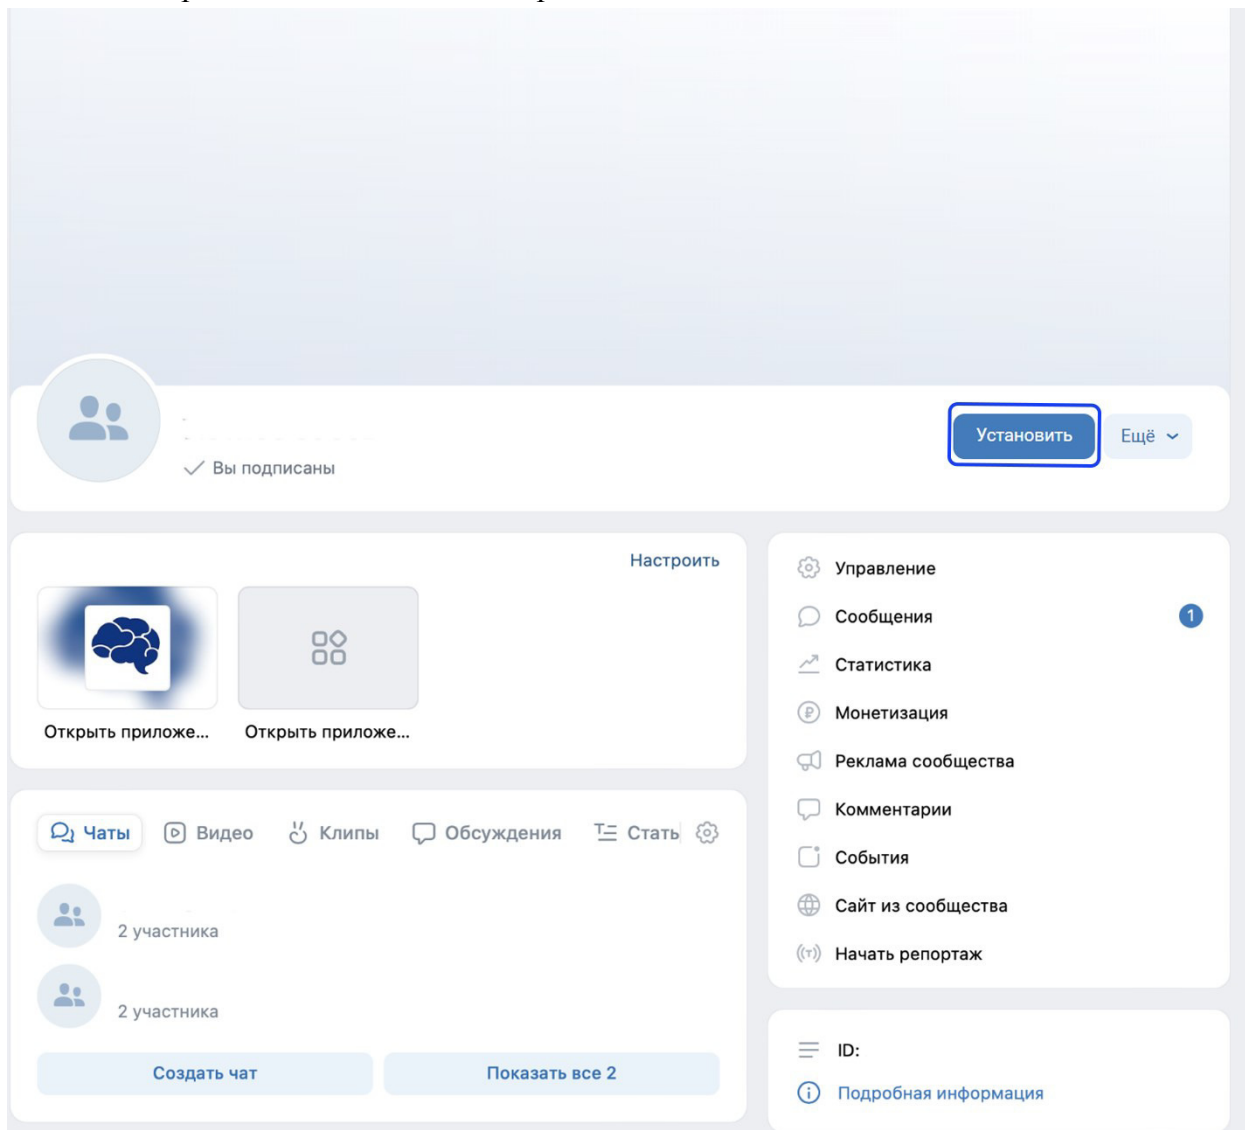 Установить
Ещё
Вы подписаны
Настроить
Открыть приложе...
Открыть приложе...
Чаты
Видео
Клипы
Обсуждения
Стать
2 участника
2 участника
Создать чат
Показать все 2
Управление
Сообщения 1
Статистика
Монетизация
Реклама сообщества
Комментарии
События
Сайт из сообщества
Начать репортаж
ID:
Подробная информация